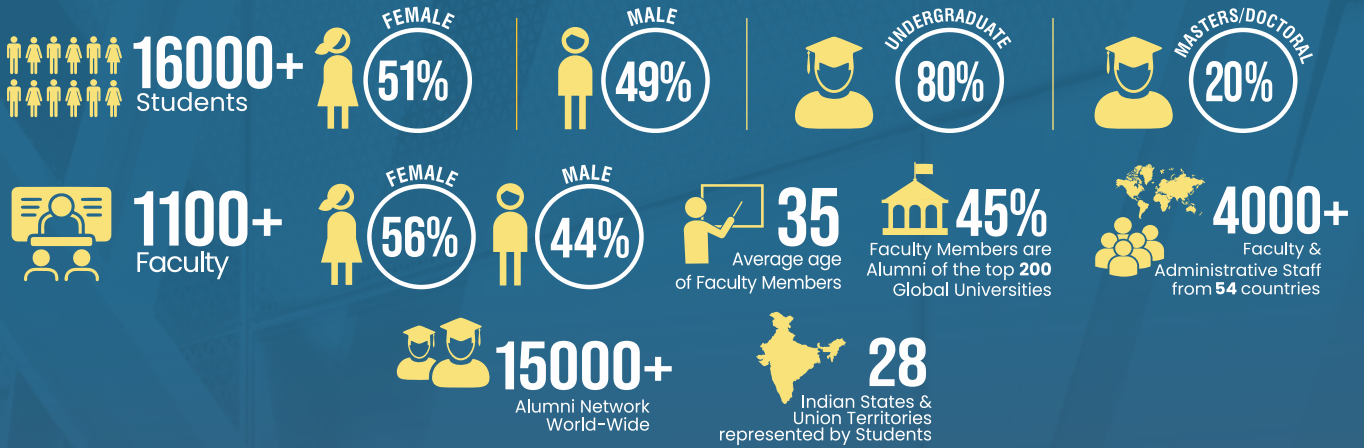 16000+
Students
FEMALE
51%
MALE
49%
UNDERGRADUATE
80%
MASTERS/DOCTORAL
20%
1100+
Faculty
FEMALE
56%
MALE
44%
35
Average age
of Faculty Members
45%
Faculty Members are
Alumni of the top 200
Global Universities
4000+
Faculty &
Administrative Staff
from 54 countries
15000+
Alumni Network
World-Wide
28
Indian States &
Union Territories
represented by Students